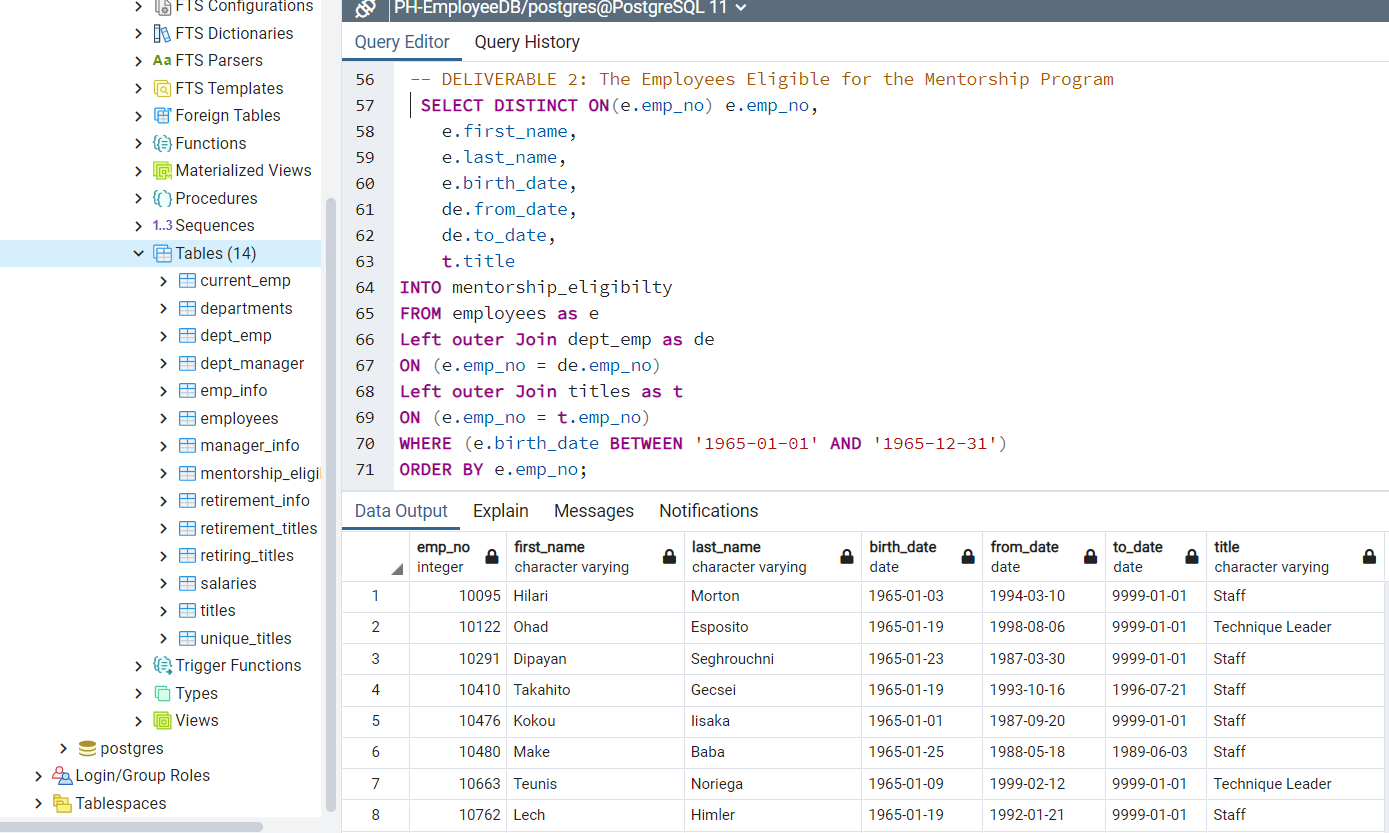 FTS Configurations
FTS Dictionaries
Aa FTS Parsers
FTS Templates
Foreign Tables
Functions
Materialized Views
Procedures
1..3 Sequences
Tables (14)
current_emp
departments
dept_emp
dept_manager
emp_info
employees
manager_info
mentorship_eligil
retirement_info
retirement_titles
retiring_titles
salaries
titles
unique_titles
Trigger Functions
Types
Views
postgres
Login/Group Roles
Tablespaces
PH-EmployeeDB/postgres@PostgreSQL 11
Query Editor Query History
56 -- DELIVERABLE 2: The Employees Eligible for the Mentorship Program
57 SELECT DISTINCT ON(e.emp_no) e.emp_no,
58 e.first_name,
59 e.last_name,
60 e.birth_date,
61 de.from_date,
62 de.to_date,
63 t.title
64 INTO mentorship_eligibilty
65 FROM employees as e
66 Left outer Join dept_emp as de
67 ON (e.emp_no = de.emp_no)
68 Left outer Join titles as t
69 ON (e.emp_no = t.emp_no)
70 WHERE (e.birth_date BETWEEN '1965-01-01' AND '1965-12-31')
71 ORDER BY e.emp_no;
Data Output Explain Messages Notifications
emp_no first_name last_name birth_date from_date to_date title
integer character varying character varying date date date character varying
1 10095 Hilari Morton 1965-01-03 1994-03-10 9999-01-01 Staff
2 10122 Ohad Esposito 1965-01-19 1998-08-06 9999-01-01 Technique Leader
3 10291 Dipayan Seghrouchni 1965-01-23 1987-03-30 9999-01-01 Staff
4 10410 Takahito Gecsei 1965-01-19 1993-10-16 1996-07-21 Staff
5 10476 Kokou Iisaka 1965-01-01 1987-09-20 9999-01-01 Staff
6 10480 Make Baba 1965-01-25 1988-05-18 1989-06-03 Staff
7 10663 Teunis Noriega 1965-01-09 1999-02-12 9999-01-01 Technique Leader
8 10762 Lech Himler 1965-01-19 1992-01-21 9999-01-01 Staff